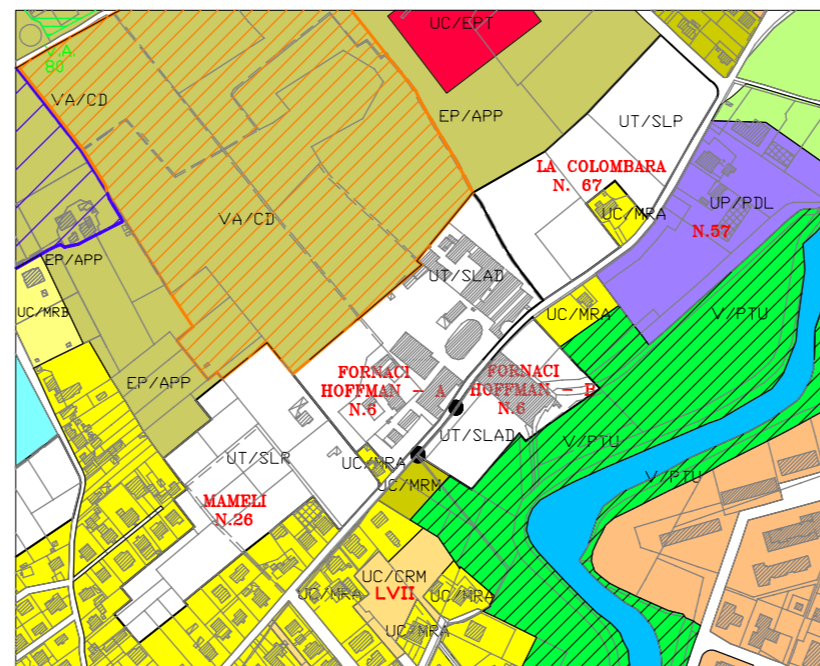 UC/EPT
V.A.
80
VA/CD
EP/APP
UT/SLP
LA COLOMBARA
N. 67
UC/MRA
UP/PDL
N.57
VA/CD
EP/APP
UT/SLAD
UC/MRB
UC/MRA
V/PTU
EP/APP
FORNACI
HOFFMAN - A
N.6
FORNACI
HOFFMAN - B
N.6
UT/SLAD
V/PTU
UT/SLR
UC/MRA
V/PTU
UC/MRM
MAMELI
N.26
UC/CRM
UC/MRA
LVII
UC/MRA
UC/MRA